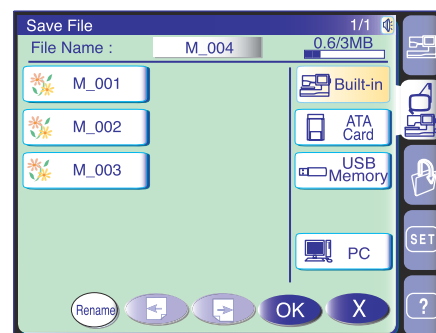 Save File 1/1
File Name : M_004 0.6/3MB
M_001 Built-in
M_002 ATA
Card
M_003 USB
Memory
PC
SET
Rename OK X
?